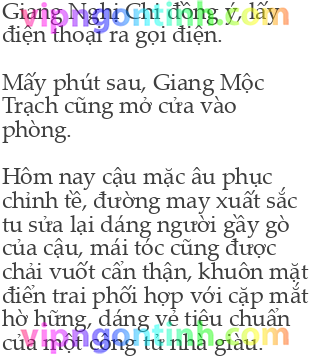 Giang Nghi Chi đồng ý, lấy
điện thoại ra gọi điện.
Mấy phút sau, Giang Mộc
Trạch cũng mở cửa vào
phòng.
Hôm nay cậu mặc âu phục
chỉnh tề, đường may xuất sắc
tu sửa lại dáng người gầy gò
của cậu, mái tóc cũng được
chải vuốt cẩn thận, khuôn mặt
điển trai phối hợp với cặp mắt
hờ hững, dáng vẻ tiêu chuẩn
của một công tử nhà giàu.
vipngontinh.com
vipngontinh.com